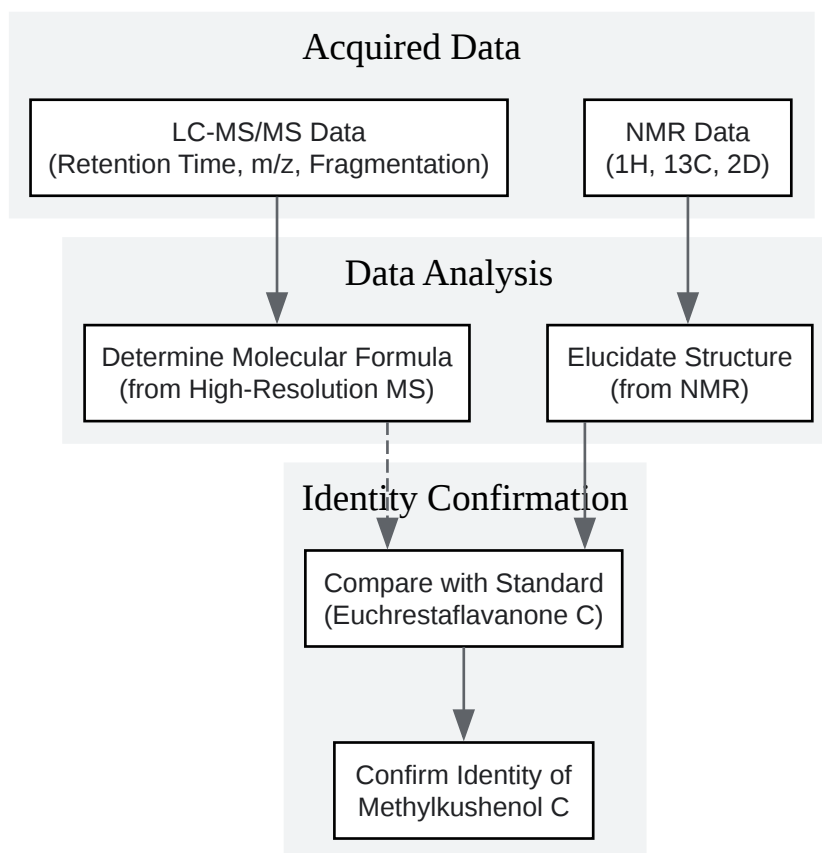 Acquired Data
LC-MS/MS Data
(Retention Time, m/z, Fragmentation)
NMR Data
(1H, 13C, 2D)
Data Analysis
Determine Molecular Formula
(from High-Resolution MS)
Elucidate Structure
(from NMR)
Identity Confirmation
Compare with Standard
(Euchrestaflavanone C)
Confirm Identity of
Methylkushenol C